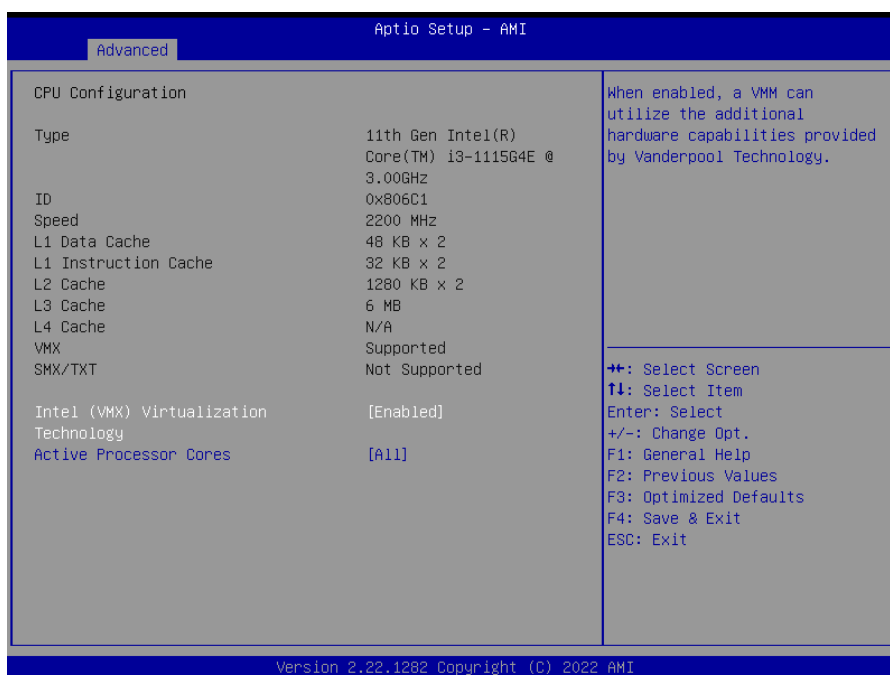 Aptio Setup – AMI
Advanced
CPU Configuration
Type 11th Gen Intel(R)
Core(TM) i3-1115G4E @
3.00GHz
ID 0x806C1
Speed 2200 MHz
L1 Data Cache 48 KB x 2
L1 Instruction Cache 32 KB x 2
L2 Cache 1280 KB x 2
L3 Cache 6 MB
L4 Cache N/A
VMX Supported
SMX/TXT Not Supported
Intel (VMX) Virtualization [Enabled]
Technology
Active Processor Cores [All]
When enabled, a VMM can
utilize the additional
hardware capabilities provided
by Vanderpool Technology.
→←: Select Screen
↑↓: Select Item
Enter: Select
+/-: Change Opt.
F1: General Help
F2: Previous Values
F3: Optimized Defaults
F4: Save & Exit
ESC: Exit
Version 2.22.1282 Copyright (C) 2022 AMI